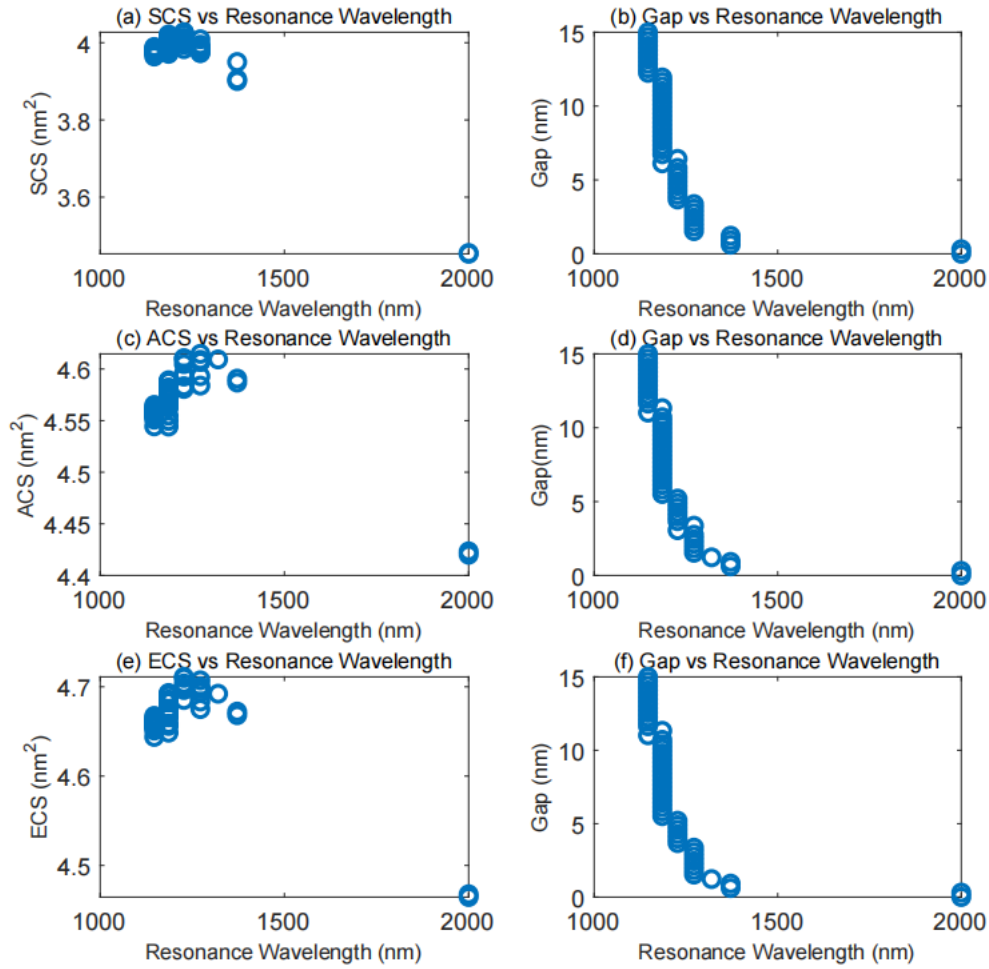 (a) SCS vs Resonance Wavelength
4
3.8
3.6
SCS (nm²)
1000 1500 2000
Resonance Wavelength (nm)
(b) Gap vs Resonance Wavelength
15
10
5
0
Gap (nm)
1000 1500 2000
Resonance Wavelength (nm)
(c) ACS vs Resonance Wavelength
4.6
4.55
4.5
4.45
4.4
ACS (nm²)
1000 1500 2000
Resonance Wavelength (nm)
(d) Gap vs Resonance Wavelength
15
10
5
0
Gap(nm)
1000 1500 2000
Resonance Wavelength (nm)
(e) ECS vs Resonance Wavelength
4.7
4.6
4.5
ECS (nm²)
1000 1500 2000
Resonance Wavelength (nm)
(f) Gap vs Resonance Wavelength
15
10
5
0
Gap (nm)
1000 1500 2000
Resonance Wavelength (nm)